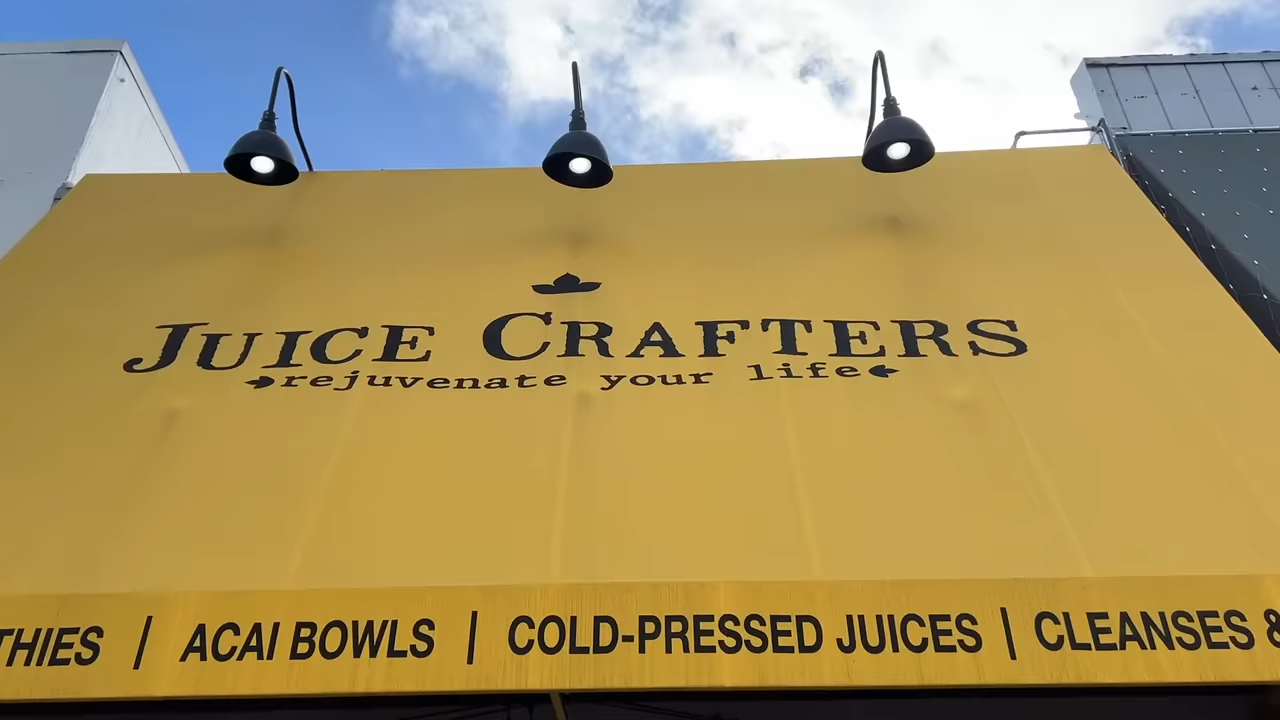 JUICE CRAFTERS
rejuvenate your life
THIES | ACAI BOWLS | COLD-PRESSED JUICES | CLEANSES &